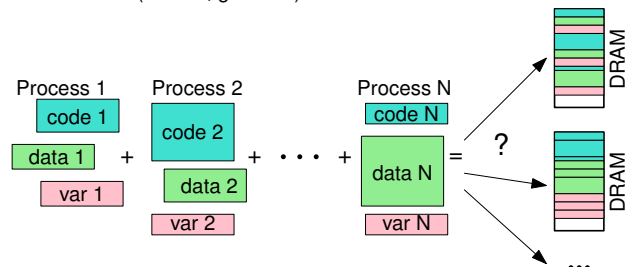 Process 1
Process 2
Process N
code 1
code 2
code N
data 1
data 2
data N
var 1
var 2
var N
+
+ • • • +
=
?
DRAM
DRAM
...